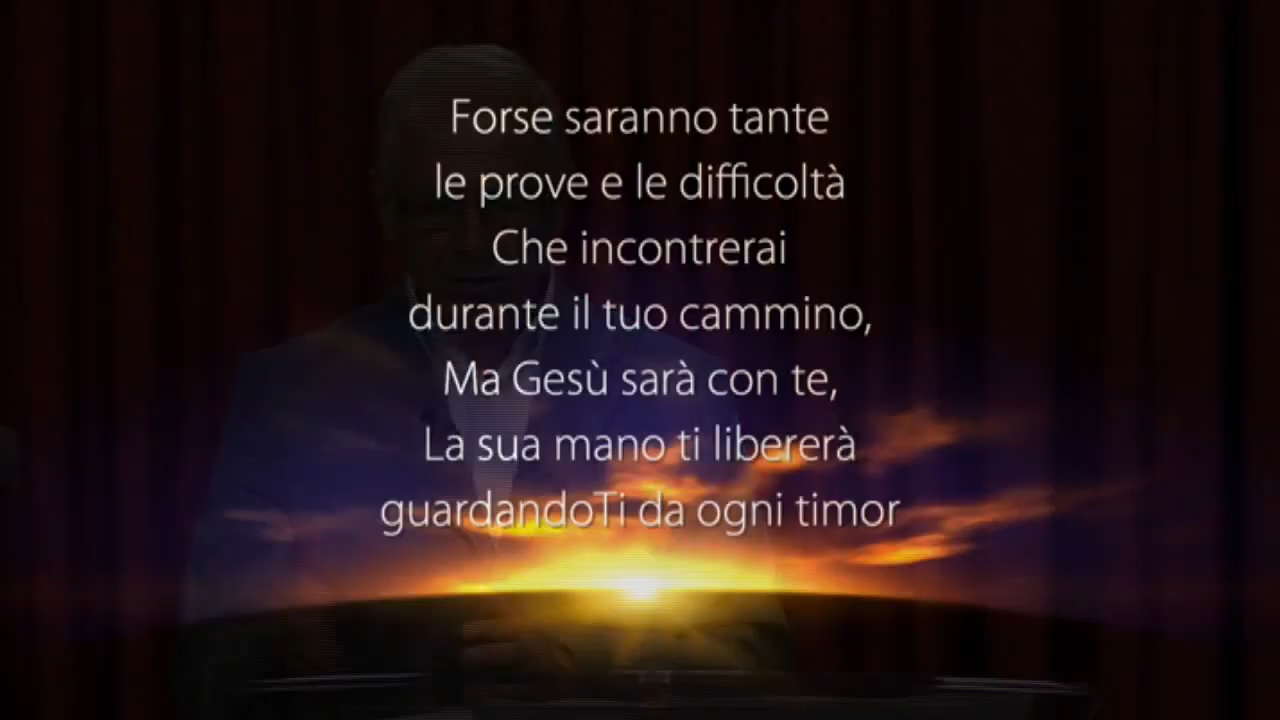 Forse saranno tante
le prove e le difficoltà
Che incontrerai
durante il tuo cammino,
Ma Gesù sarà con te,
La sua mano ti libererà
guardandoTi da ogni timor